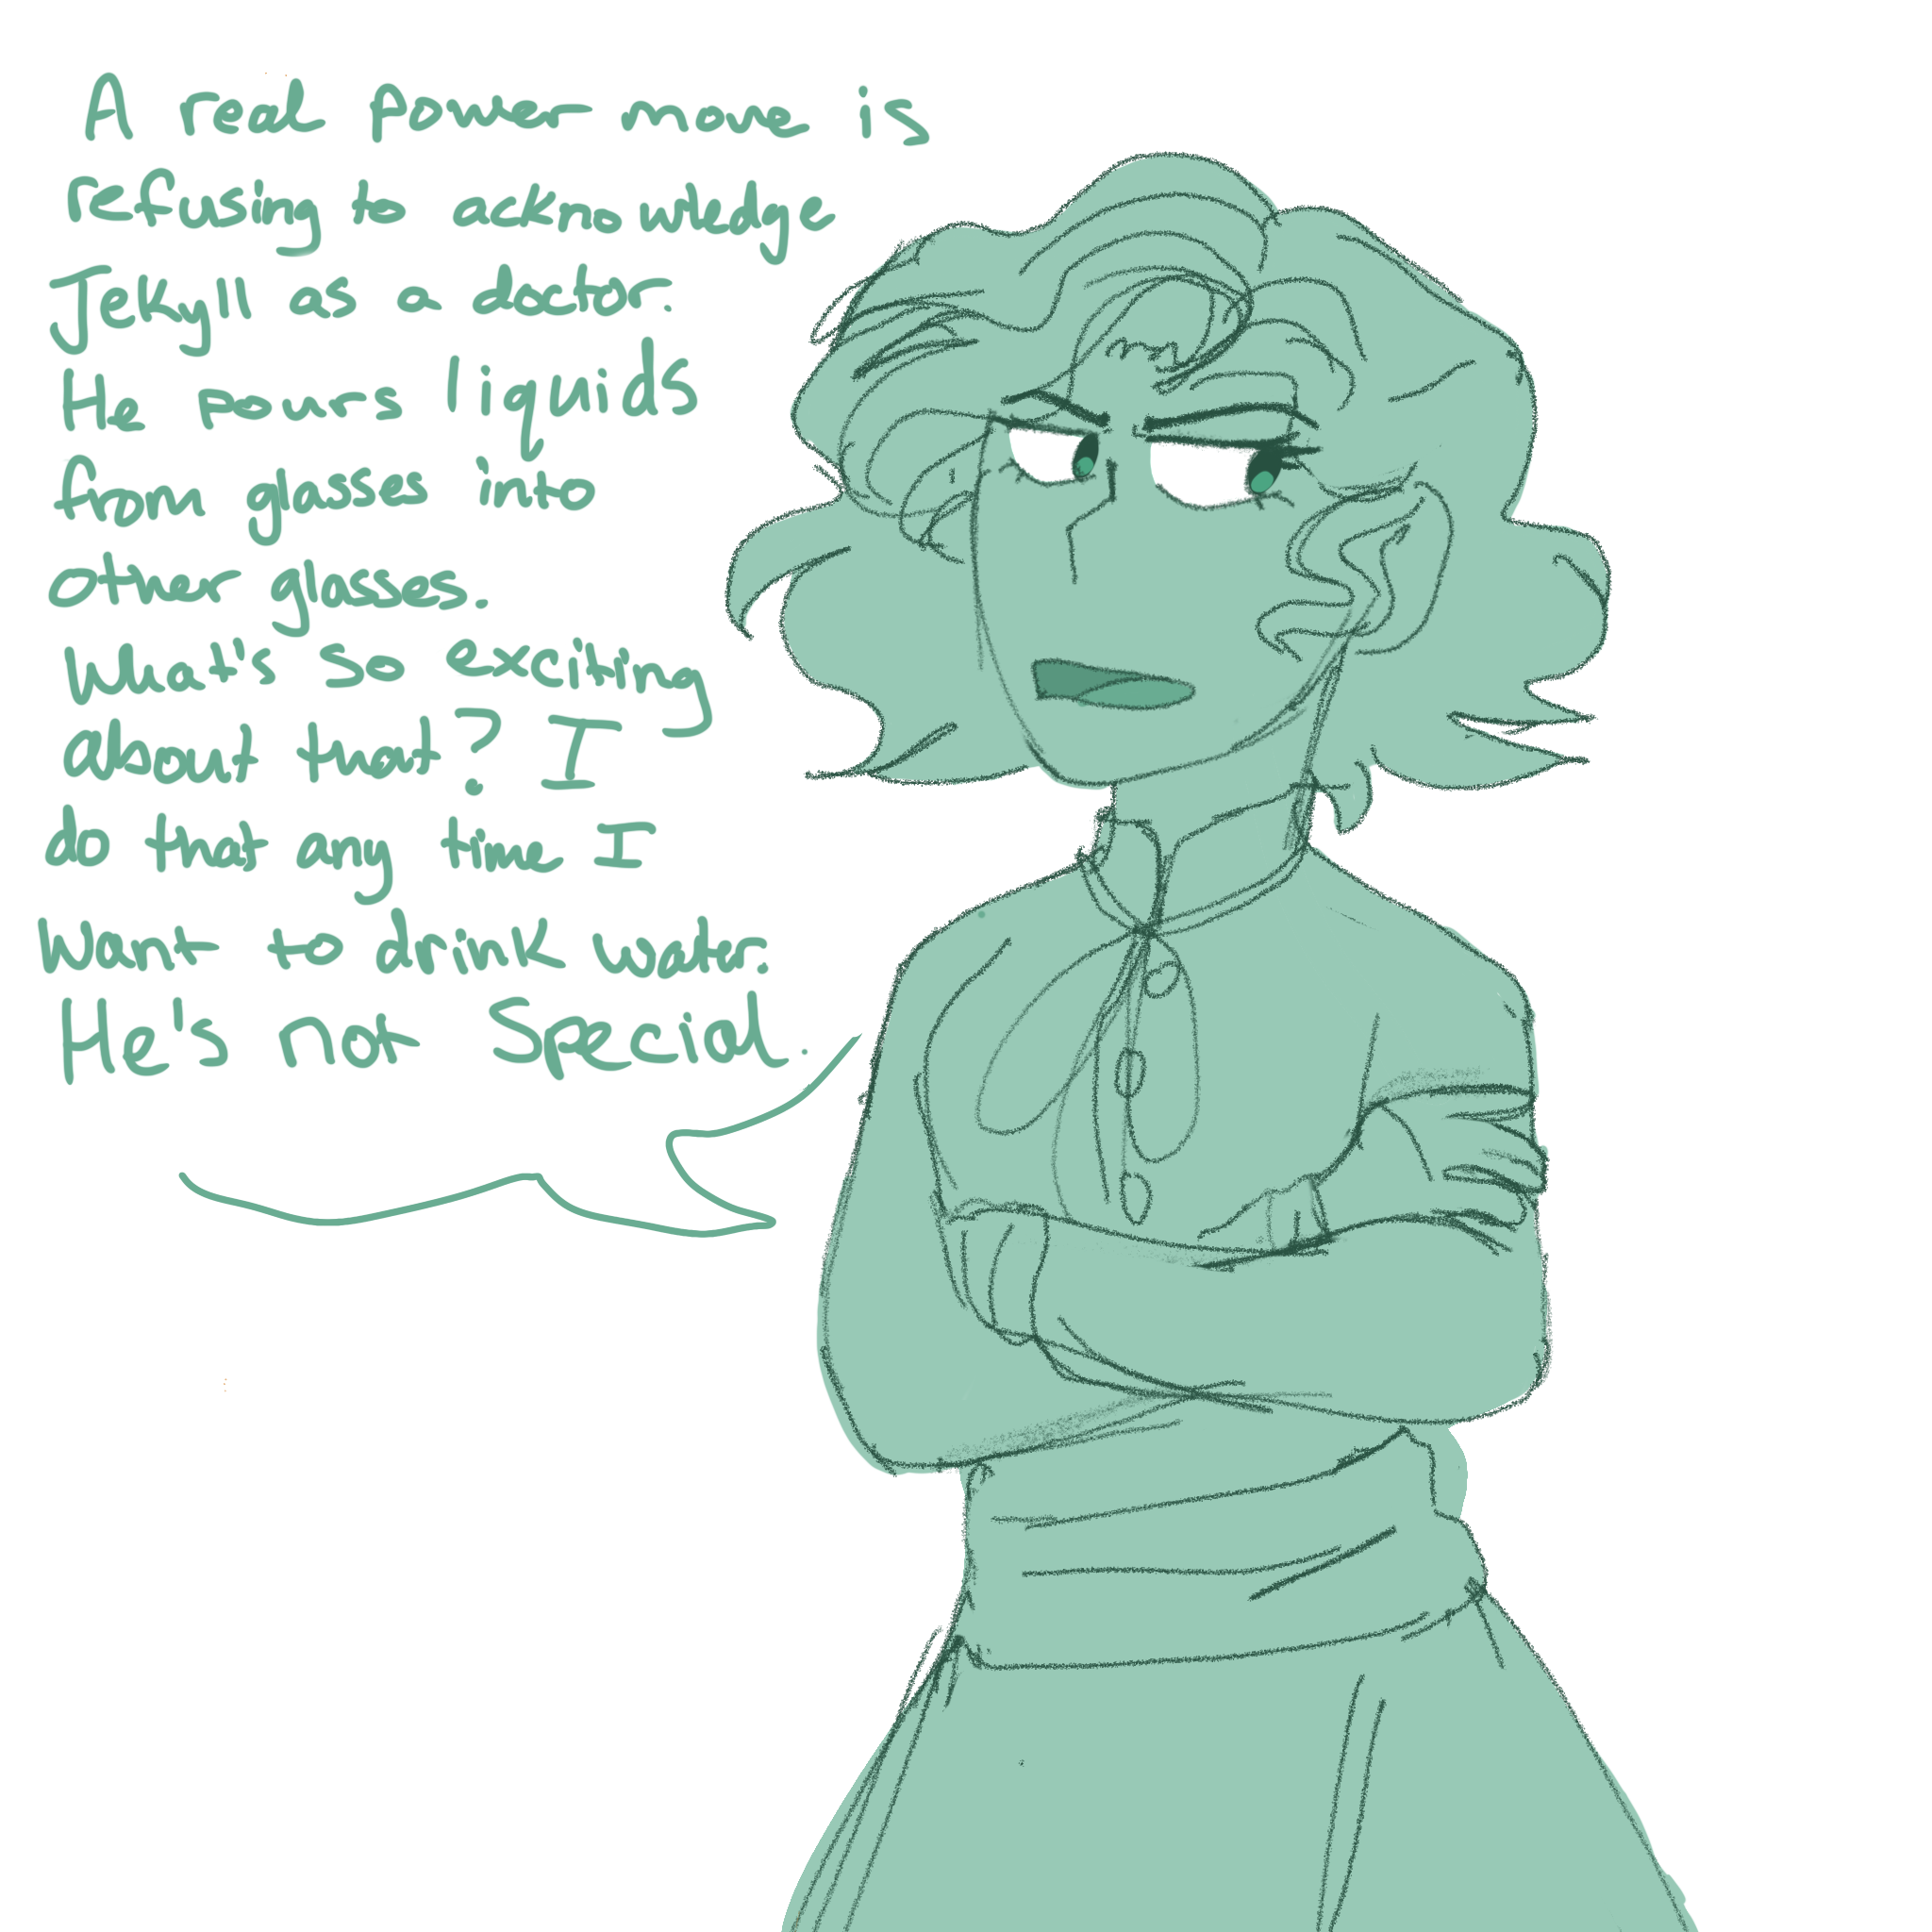 A real power move is
refusing to acknowledge
Jekyll as a doctor.
He pours liquids
from glasses into
other glasses.
What's so exciting
about that? I
do that any time I
want to drink water.
He's not special.